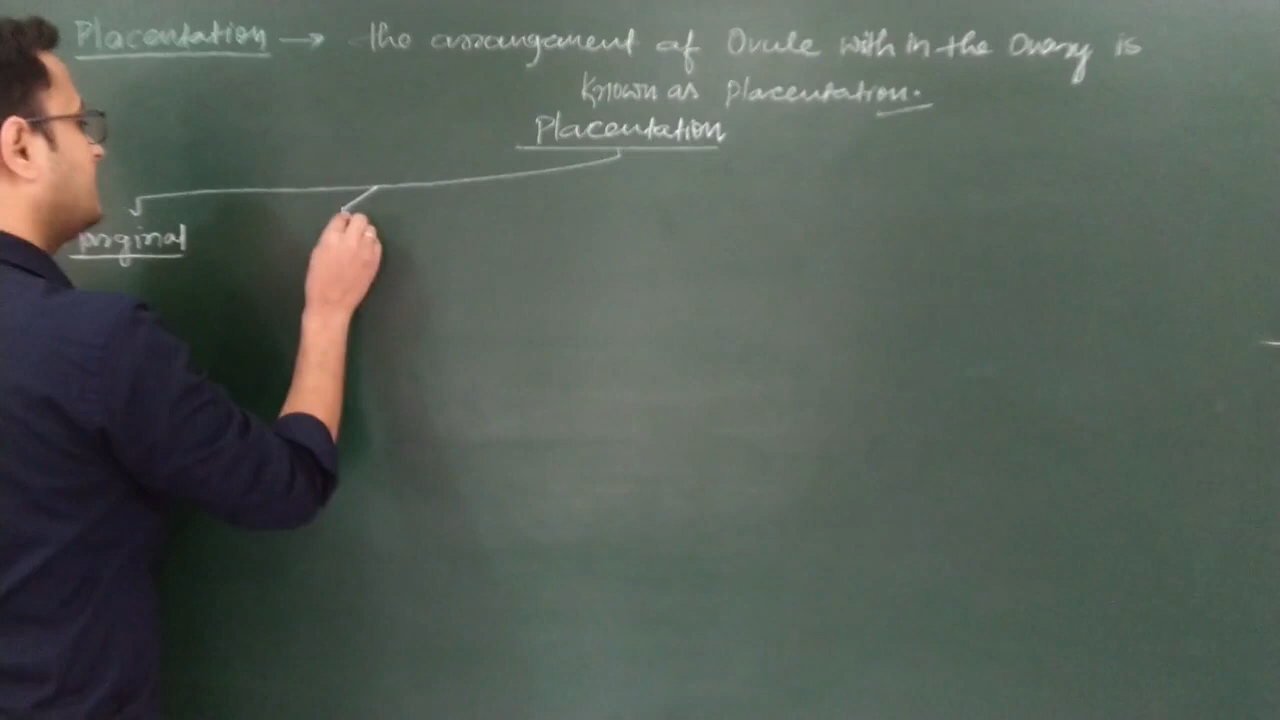 Placentation → the arrangement of Ovule with in the Ovary is
Known as placentation.
Placentation
marginal